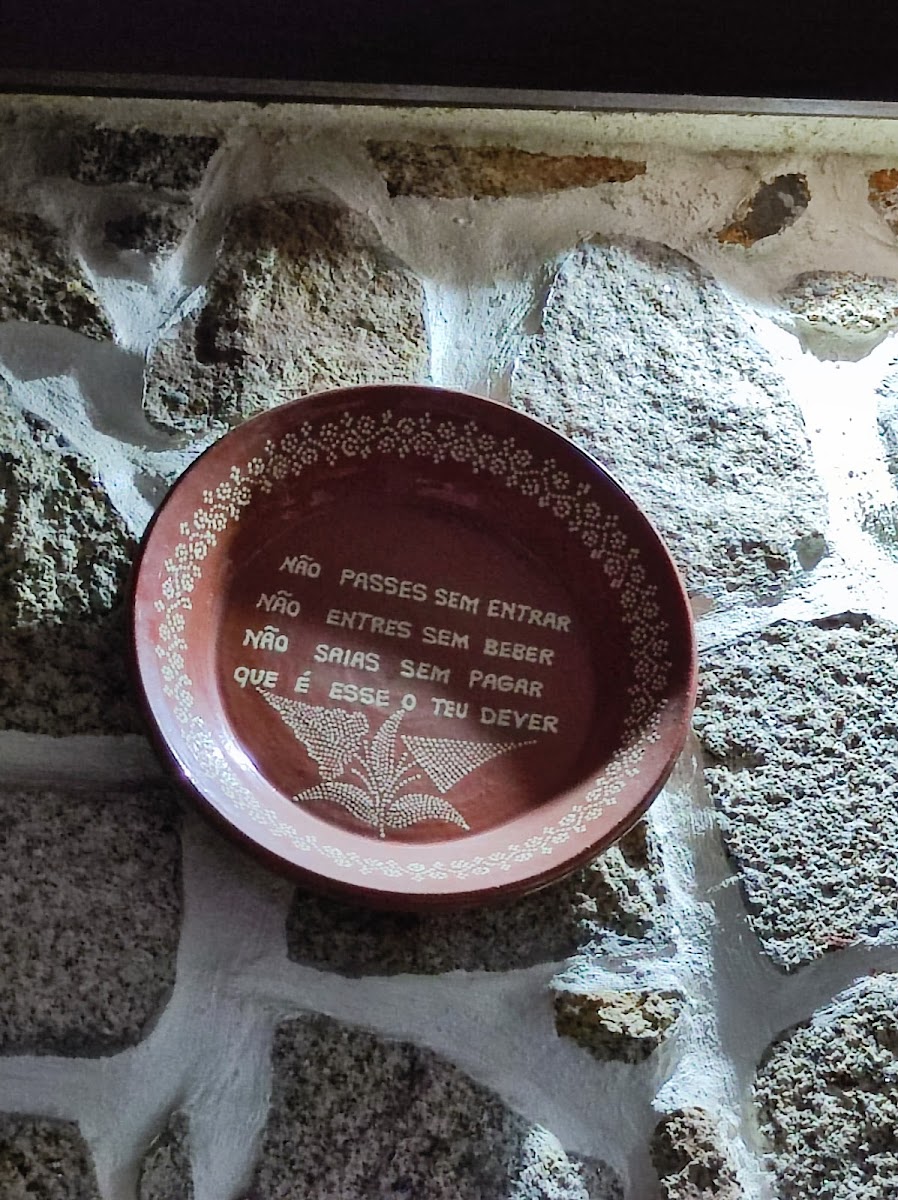 NÃO PASSES SEM ENTRAR
NÃO ENTRES SEM BEBER
NÃO SAIAS SEM PAGAR
QUE É ESSE O TEU DEVER